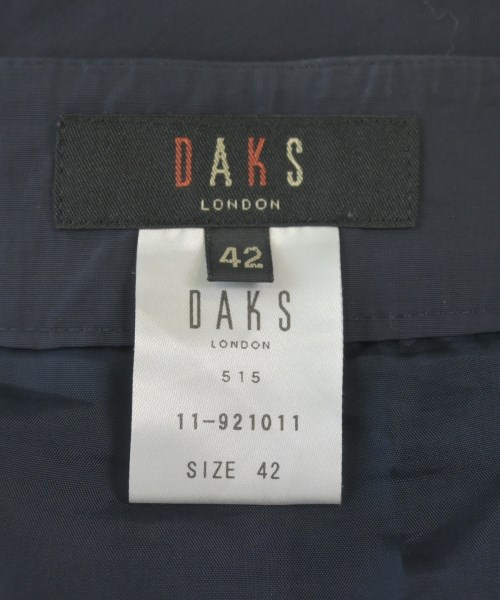 DAKS
LONDON
42
DAKS
LONDON
515
11-921011
SIZE 42